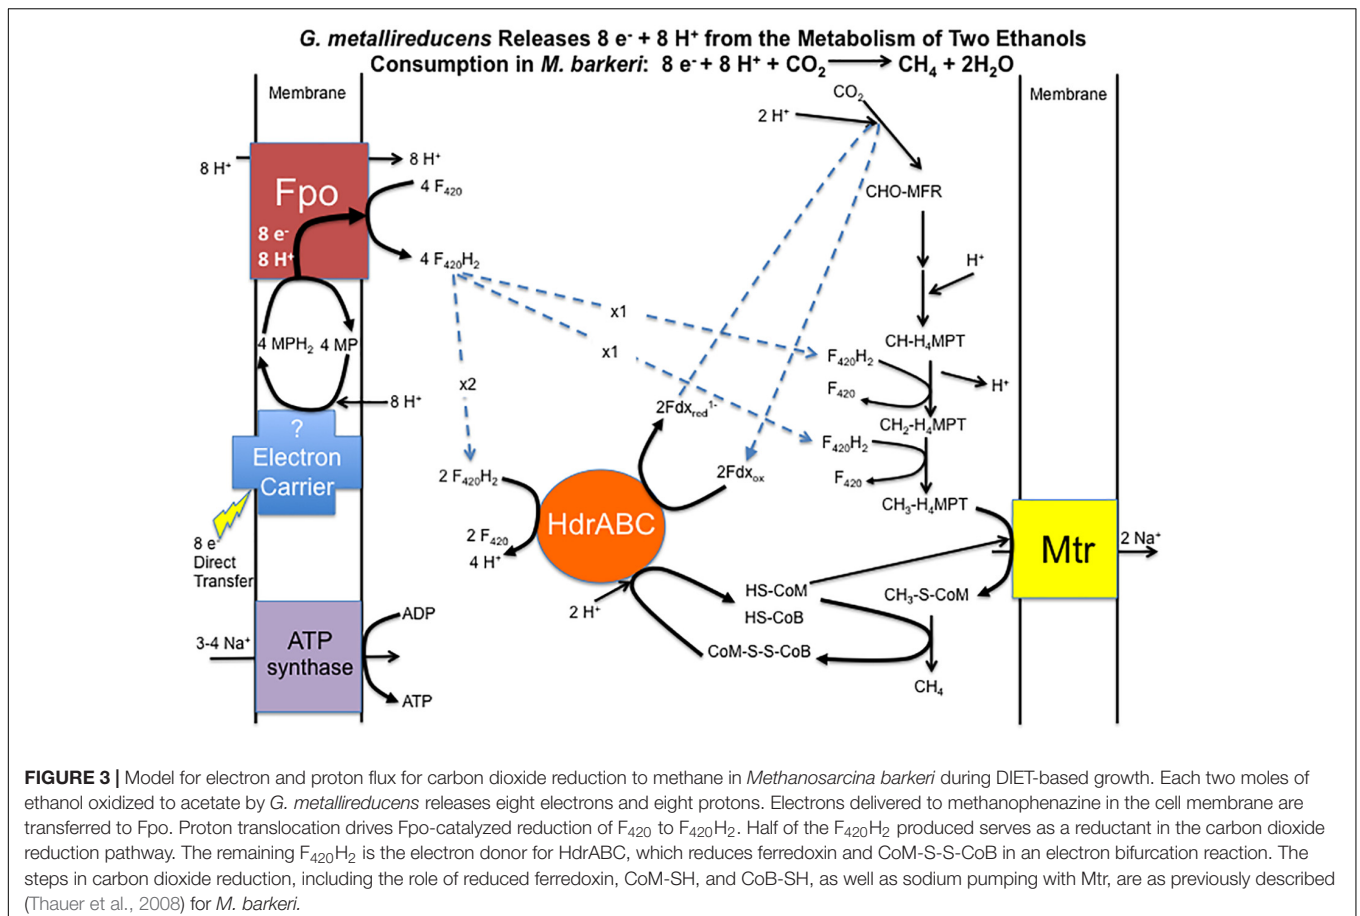 G. metallireducens Releases 8 e- + 8 H+ from the Metabolism of Two Ethanols
Consumption in M. barkeri: 8 e- + 8 H+ + CO2 → CH4 + 2H2O
Membrane
Membrane
CO2
2 H+
8 H+
8 H+
Fpo
4 F420
CHO-MFR
8 e-
8 H+
4 F420H2
H+
x1
4 MPH2 4 MP
CH-H4MPT
x1
F420H2
x2
H+
F420
8 H+
2Fdxred1-
CH2-H4MPT
?
F420H2
Electron
Carrier
2 F420H2
2Fdxox
F420
CH3-H4MPT
HdrABC
8 e-
Direct
Transfer
2 F420
4 H+
Mtr
2 Na+
HS-CoM
HS-CoB
CH3-S-CoM
2 H+
ADP
3-4 Na+
ATP
synthase
CoM-S-S-CoB
CH4
ATP
FIGURE 3 | Model for electron and proton flux for carbon dioxide reduction to methane in Methanosarcina barkeri during DIET-based growth. Each two moles of
ethanol oxidized to acetate by G. metallireducens releases eight electrons and eight protons. Electrons delivered to methanophenazine in the cell membrane are
transferred to Fpo. Proton translocation drives Fpo-catalyzed reduction of F420 to F420H2. Half of the F420H2 produced serves as a reductant in the carbon dioxide
reduction pathway. The remaining F420H2 is the electron donor for HdrABC, which reduces ferredoxin and CoM-S-S-CoB in an electron bifurcation reaction. The
steps in carbon dioxide reduction, including the role of reduced ferredoxin, CoM-SH, and CoB-SH, as well as sodium pumping with Mtr, are as previously described
(Thauer et al., 2008) for M. barkeri.